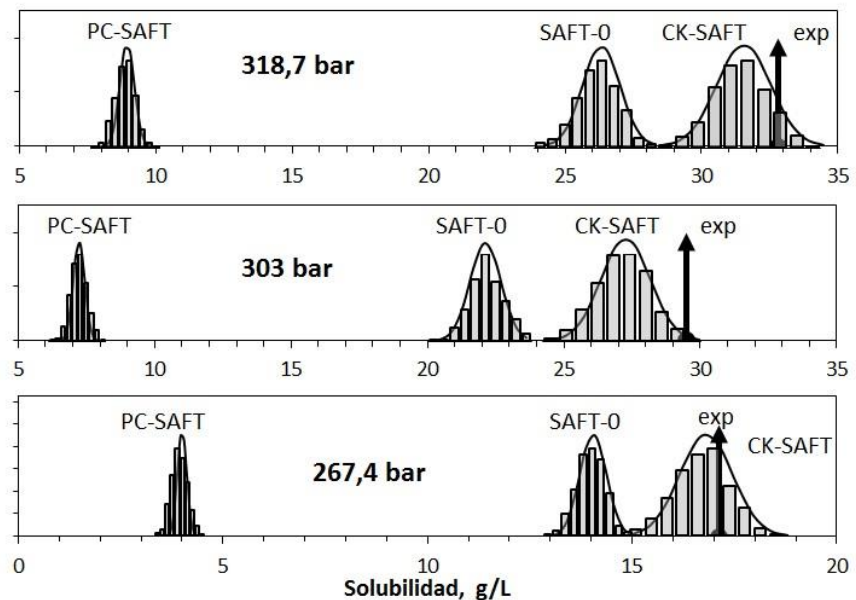 PC-SAFT SAFT-0 CK-SAFT exp
318,7 bar
5 10 15 20 25 30 35
PC-SAFT SAFT-0 CK-SAFT exp
303 bar
5 10 15 20 25 30 35
PC-SAFT SAFT-0 exp
CK-SAFT
267,4 bar
0 5 10 15 20
Solubilidad, g/L